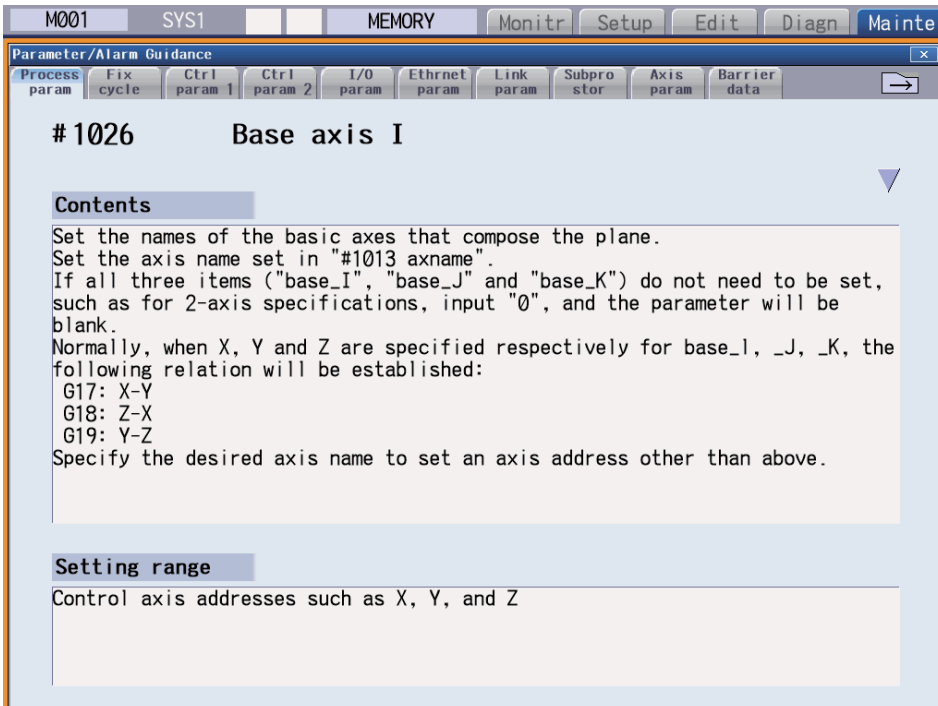 M001 SYS1 MEMORY Monitr Setup Edit Diagn Mainte
Parameter/Alarm Guidance
Process param Fix cycle Ctrl param 1 Ctrl param 2 I/O param Ethrnet param Link param Subpro stor Axis param Barrier data
#1026 Base axis I
Contents
Set the names of the basic axes that compose the plane.
Set the axis name set in "#1013 axname".
If all three items ("base_I", "base_J" and "base_K") do not need to be set,
such as for 2-axis specifications, input "0", and the parameter will be
blank.
Normally, when X, Y and Z are specified respectively for base_l, _J, _K, the
following relation will be established:
G17: X-Y
G18: Z-X
G19: Y-Z
Specify the desired axis name to set an axis address other than above.
Setting range
Control axis addresses such as X, Y, and Z